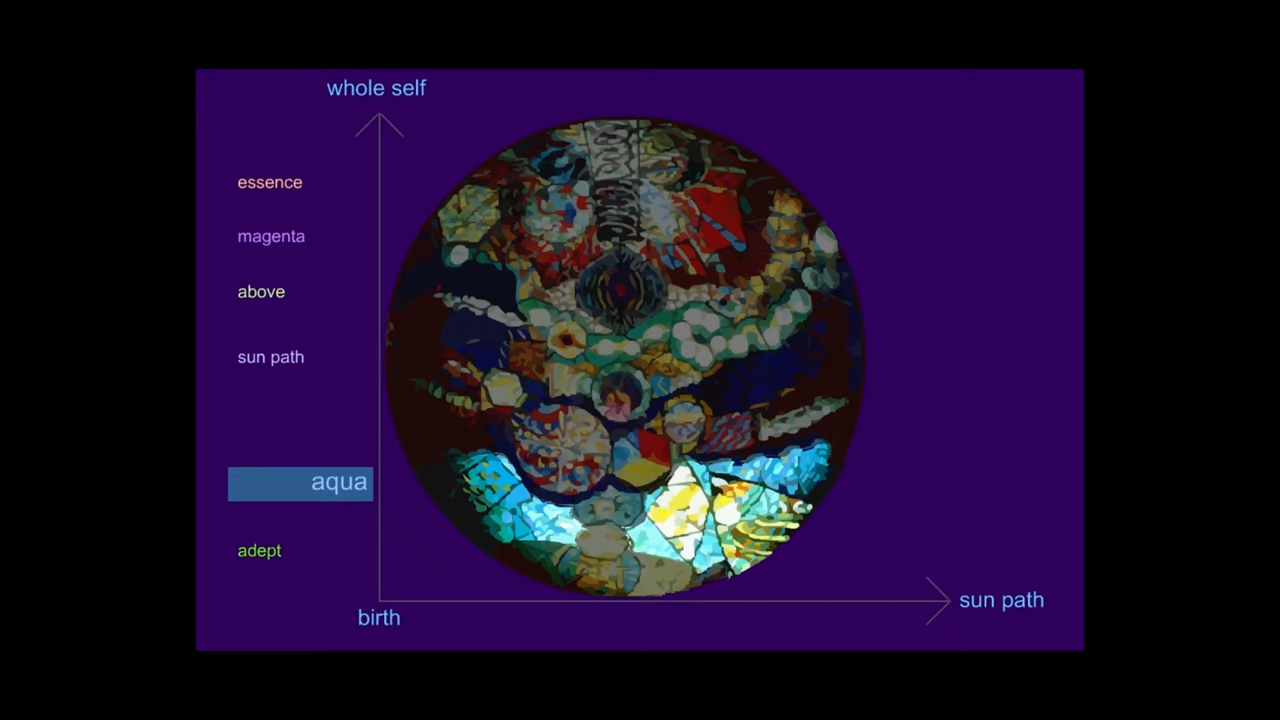 whole self
essence
magenta
above
sun path
aqua
adept
sun path
birth